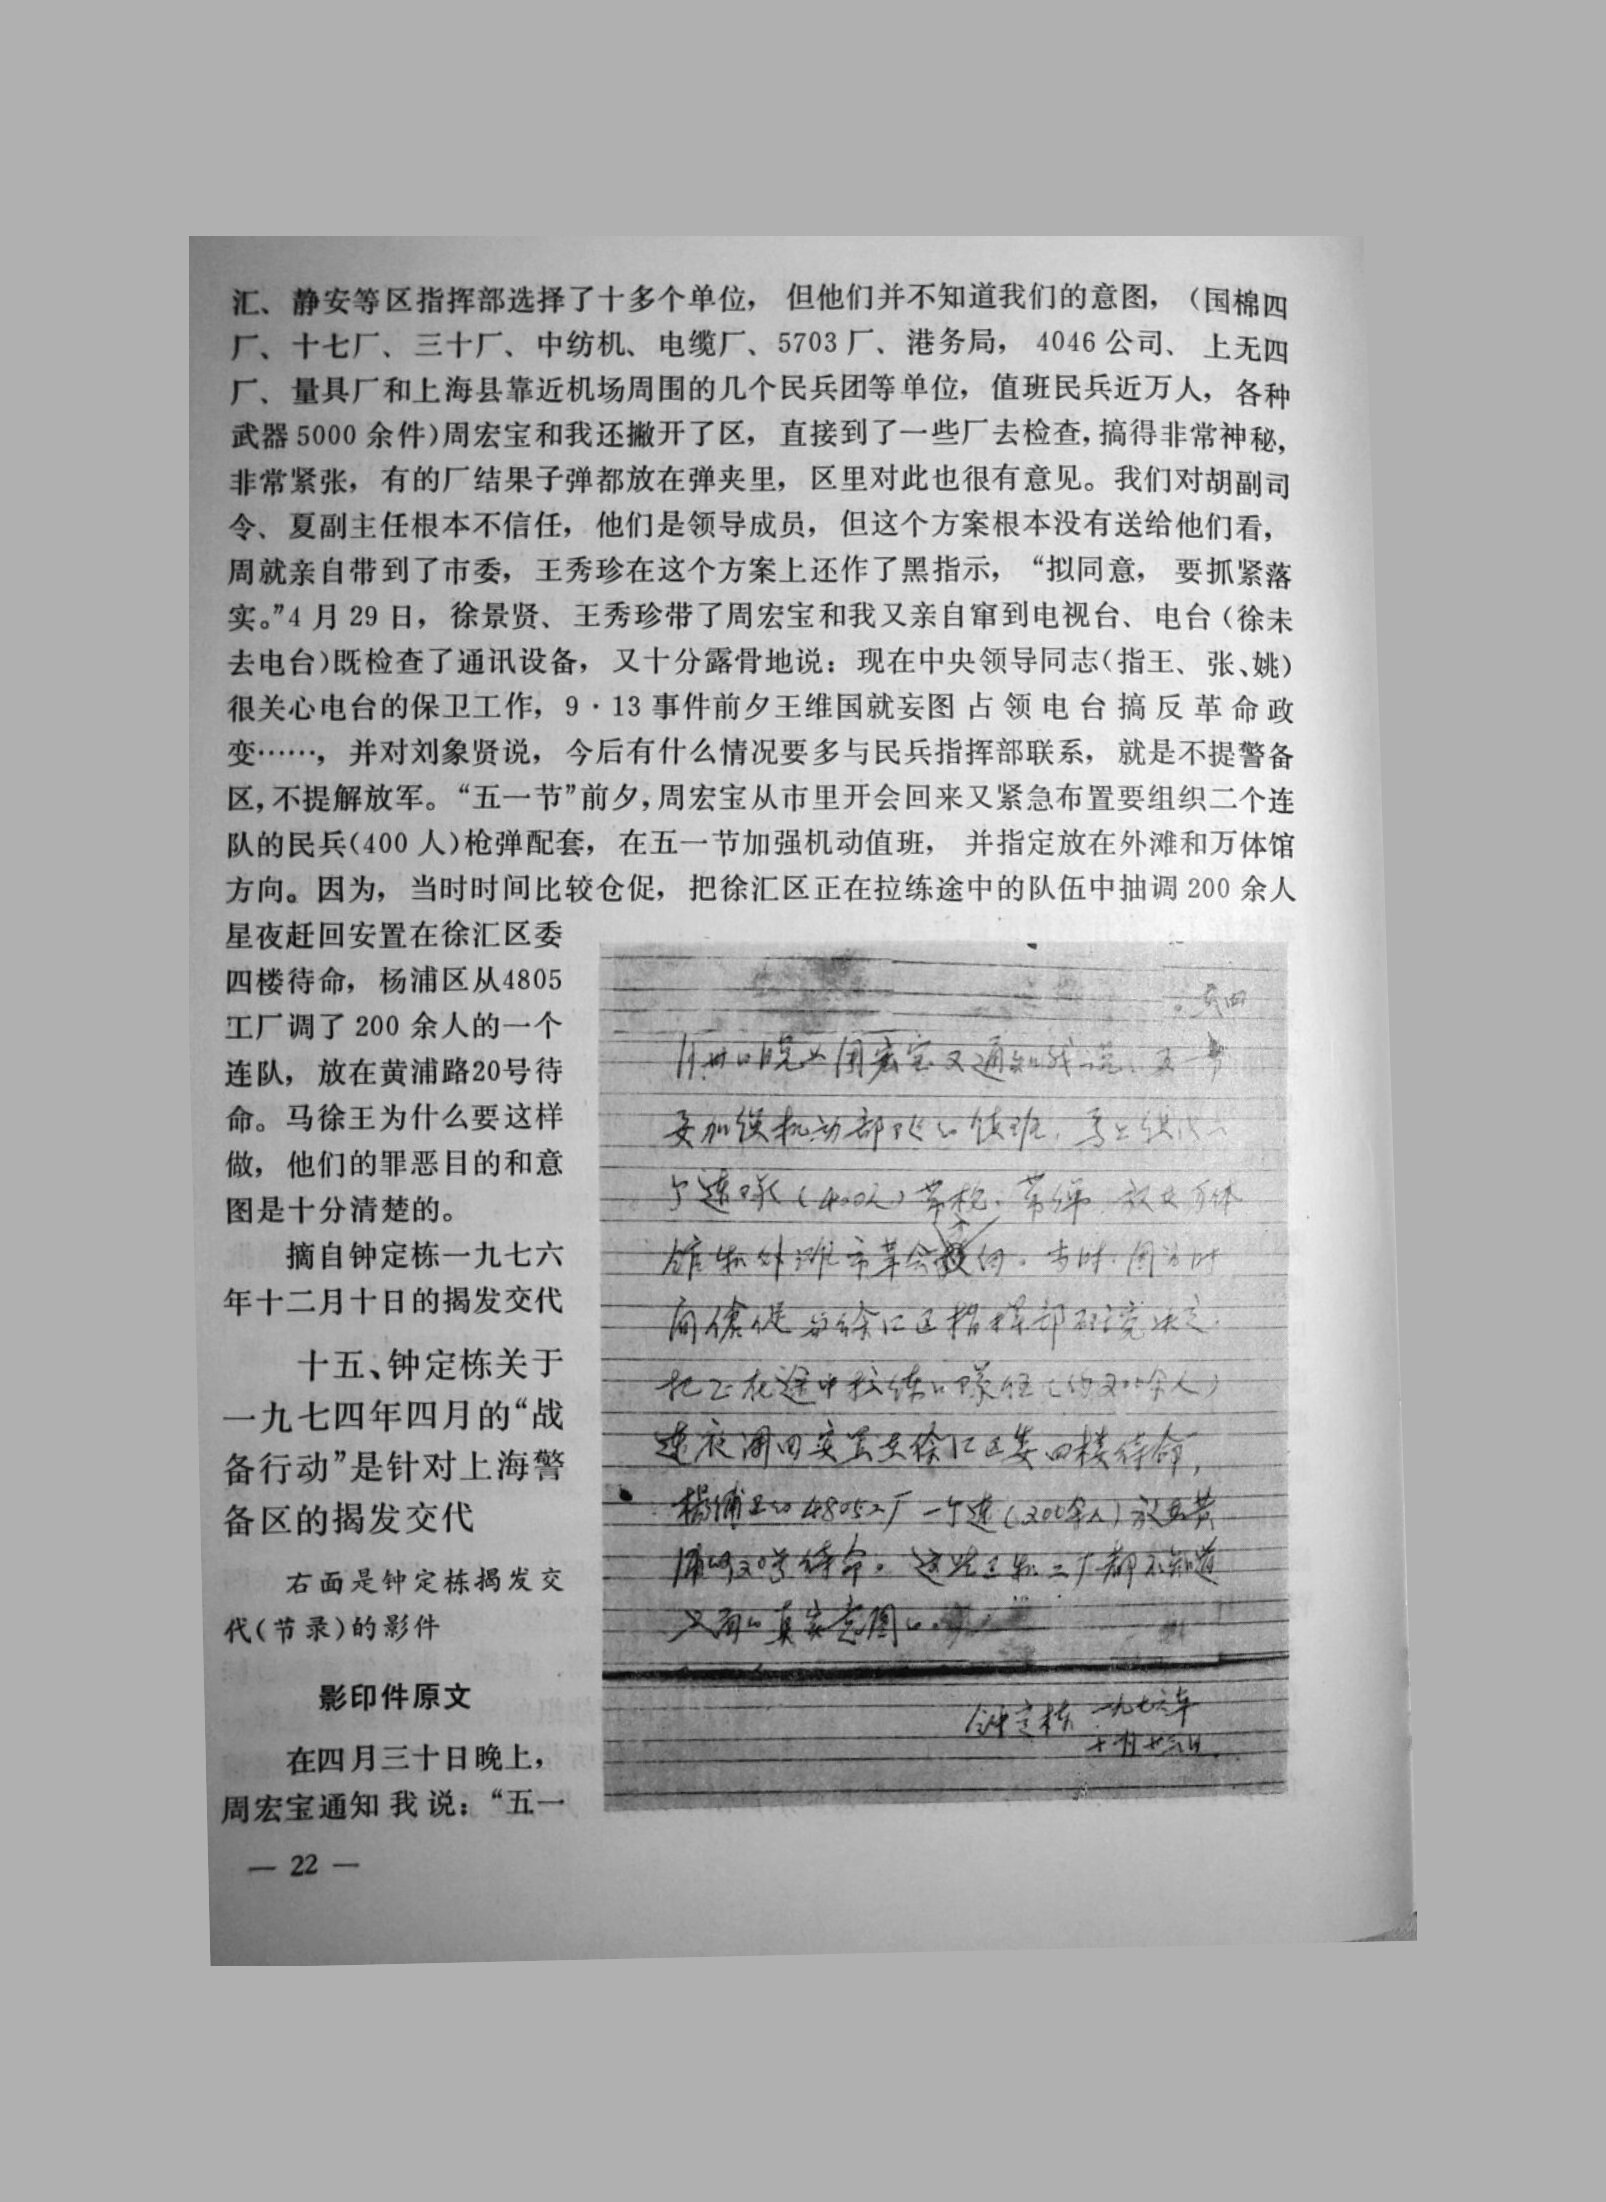 汇、静安等区指挥部选择了十多个单位，但他们并不知道我们的意图，（国棉四
厂、十七厂、三十厂、中纺机、电缆厂、5703厂、港务局，4046公司、上无四
厂、量具厂和上海县靠近机场周围的几个民兵团等单位，值班民兵近万人，各种
武器5000余件）周宏宝和我还撇开了区，直接到了一些厂去检查，搞得非常神秘，
非常紧张，有的厂结果子弹都放在弹夹里，区里对此也很有意见。我们对胡副司
令、夏副主任根本不信任，他们是领导成员，但这个方案根本没有送给他们看，
周就亲自带到了市委，王秀珍在这个方案上还作了黑指示，“拟同意，要抓紧落
实。”4月29日，徐景贤、王秀珍带了周宏宝和我又亲自窜到电视台、电台（徐未
去电台）既检查了通讯设备，又十分露骨地说：现在中央领导同志（指王、张、姚）
很关心电台的保卫工作，9·13事件前夕王维国就妄图占领电台搞反革命政
变……，并对刘象贤说，今后有什么情况要多与民兵指挥部联系，就是不提警备
区，不提解放军。“五一节”前夕，周宏宝从市里开会回来又紧急布置要组织二个连
队的民兵（400人）枪弹配套，在五一节加强机动值班，并指定放在外滩和万体馆
方向。因为，当时时间比较仓促，把徐汇区正在拉练途中的队伍中抽调200余人
星夜赶回安置在徐汇区委
四楼待命，杨浦区从4805
工厂调了200余人的一个
连队，放在黄浦路20号待
命。马徐王为什么要这样
做，他们的罪恶目的和意
图是十分清楚的。
摘自钟定栋一九七六
年十二月十日的揭发交代
十五、钟定栋关于
一九七四年四月的“战
备行动”是针对上海警
备区的揭发交代
右面是钟定栋揭发交
代（节录）的影件
影印件原文
在四月三十日晚上，
周宏宝通知我说：“五一
— 22 —
周宏宝又通知我说，五一
要加强机动部队的值班，马上组织
个连队（400人）带枪、带弹，放在万体
馆和外滩市革会
间仓促与徐汇区指挥部研究决定
把正在途中拉练的队伍（约200余人）
连夜调回安置在徐汇区委四楼待命，
杨浦区的4805工厂一个连（200余人）放在黄
浦路20号待命。这些区和工厂都不知道
真实意图的。
钟定栋 一九七六年